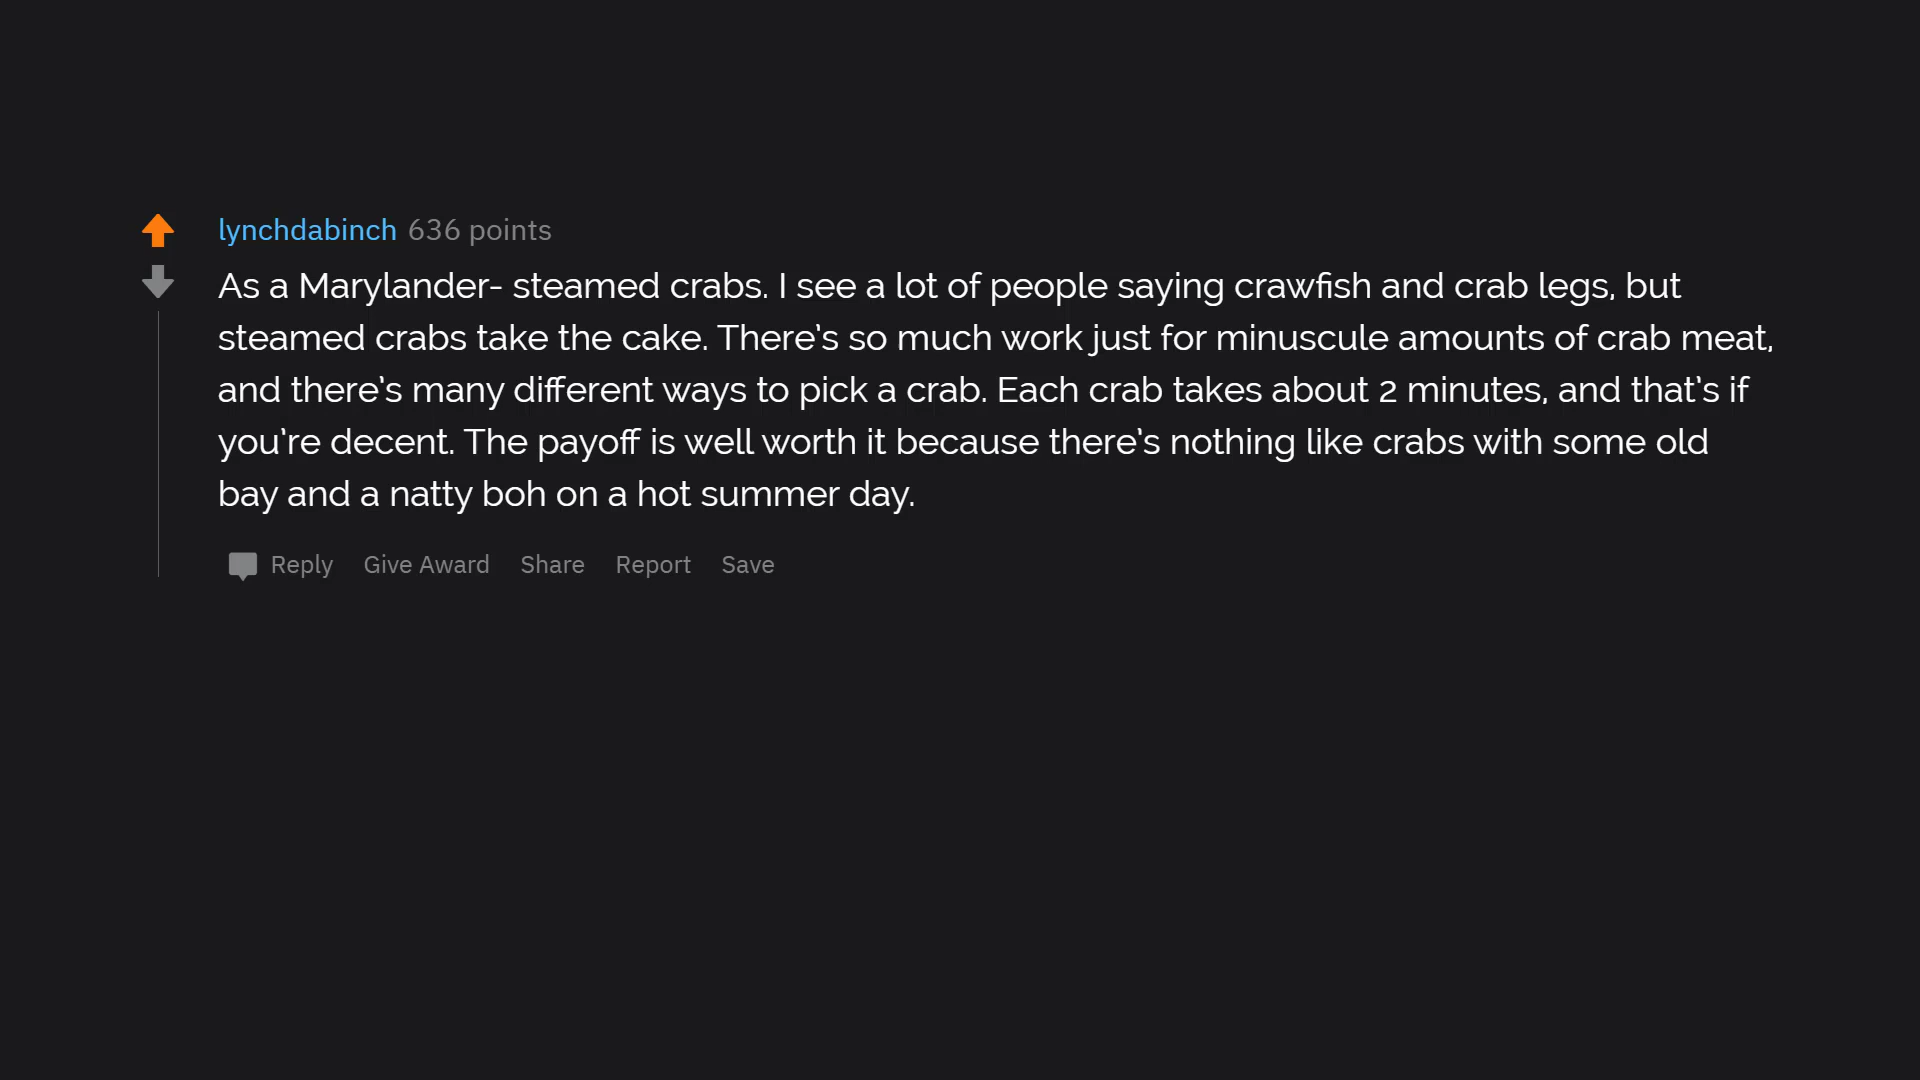 lynchdabinch 636 points
As a Marylander- steamed crabs. I see a lot of people saying crawfish and crab legs, but
steamed crabs take the cake. There’s so much work just for minuscule amounts of crab meat,
and there’s many different ways to pick a crab. Each crab takes about 2 minutes, and that’s if
you’re decent. The payoff is well worth it because there’s nothing like crabs with some old
bay and a natty boh on a hot summer day.
Reply Give Award Share Report Save